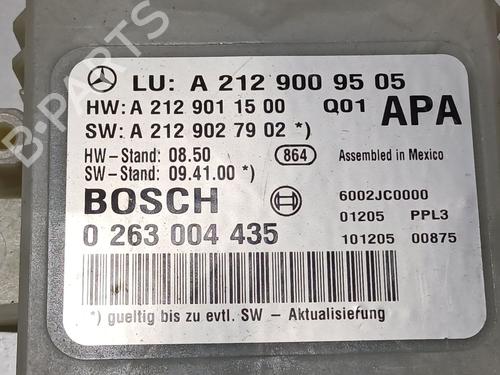 LU: A 212 900 95 05
HW: A 212 901 15 00 Q01 APA
SW: A 212 902 79 02 *)
HW-Stand: 08.50 864 Assembled in Mexico
SW-Stand: 09.41.00 *)
BOSCH 6002JC0000
01205 PPL3
0 263 004 435 101205 00875
*) gueltig bis zu evtl. SW - Aktualisierung
B-PARTS